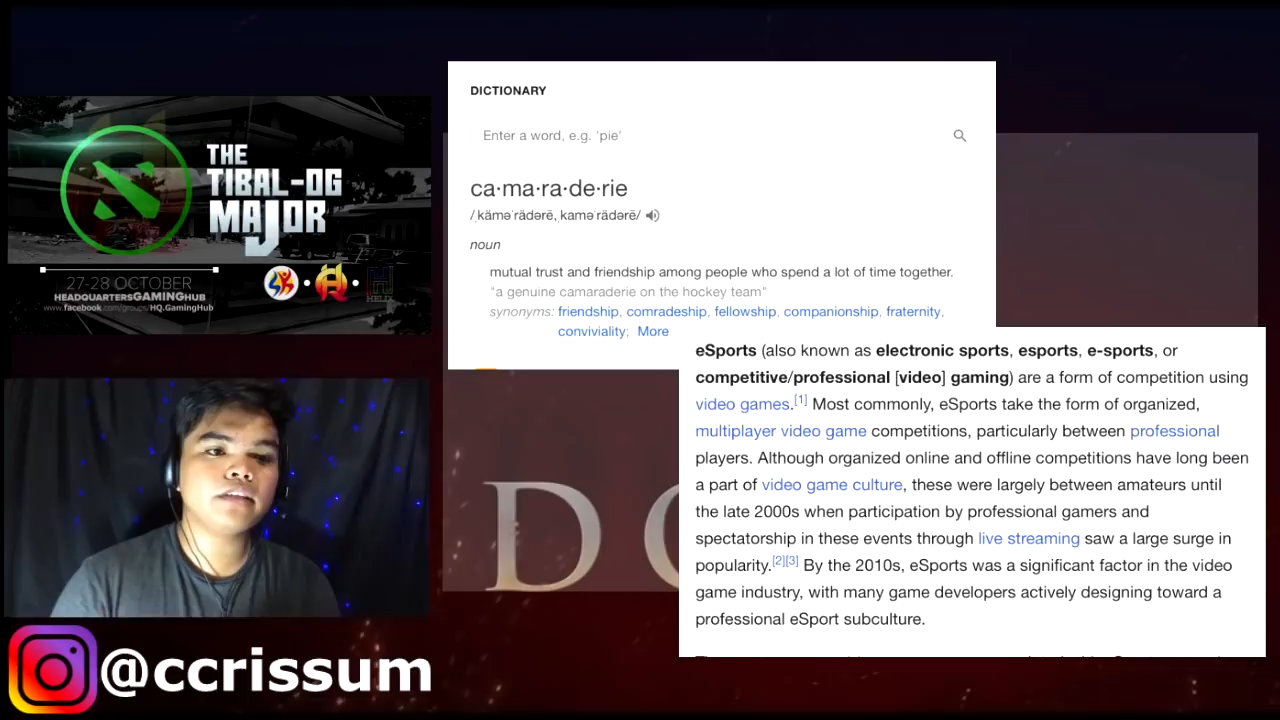 THE
TIBAL-OG
MAJOR
27-28 OCTOBER
HEADQUARTERSGAMINGHUB
www.facebook.com/groups/HQ.GamingHub
HELIX
@ccrissum
DICTIONARY
Enter a word, e.g. 'pie'
ca·ma·ra·de·rie
/ˌkäməˈrädərē, ˌkaməˈrädərē/
noun
mutual trust and friendship among people who spend a lot of time together.
"a genuine camaraderie on the hockey team"
synonyms: friendship, comradeship, fellowship, companionship, fraternity,
conviviality; More
eSports (also known as electronic sports, esports, e-sports, or
competitive/professional [video] gaming) are a form of competition using
video games.[1] Most commonly, eSports take the form of organized,
multiplayer video game competitions, particularly between professional
players. Although organized online and offline competitions have long been
a part of video game culture, these were largely between amateurs until
the late 2000s when participation by professional gamers and
spectatorship in these events through live streaming saw a large surge in
popularity.[2][3] By the 2010s, eSports was a significant factor in the video
game industry, with many game developers actively designing toward a
professional eSport subculture.
D